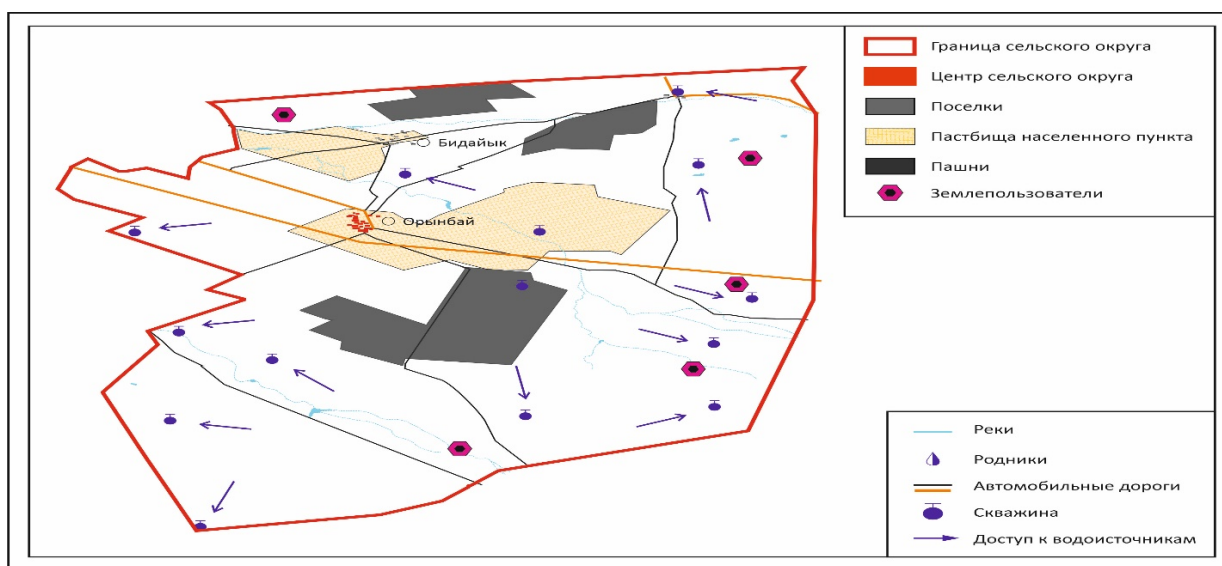 Граница сельского округа
Центр сельского округа
Поселки
Пастбища населенного пункта
Пашни
Землепользователи
Бидайык
Орынбай
Реки
Родники
Автомобильные дороги
Скважина
Доступ к водоисточникам